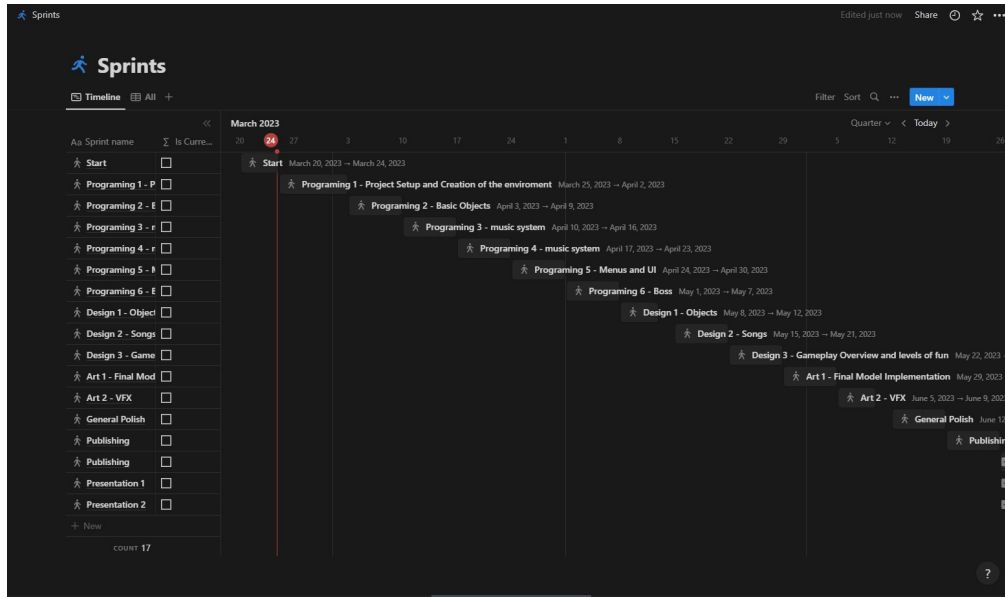 Sprints
Edited just now Share
Sprints
Timeline All +
Filter Sort ... New
March 2023
Quarter Today
Aa Sprint name Σ Is Curre...
20 24 27 3 10 17 24 1 8 15 22 29 5 12 19 26
Start Start March 20, 2023 → March 24, 2023
Programing 1 - P Programing 1 - Project Setup and Creation of the enviroment March 25, 2023 → April 2, 2023
Programing 2 - B Programing 2 - Basic Objects April 3, 2023 → April 9, 2023
Programing 3 - m Programing 3 - music system April 10, 2023 → April 16, 2023
Programing 4 - m Programing 4 - music system April 17, 2023 → April 23, 2023
Programing 5 - M Programing 5 - Menus and UI April 24, 2023 → April 30, 2023
Programing 6 - B Programing 6 - Boss May 1, 2023 → May 7, 2023
Design 1 - Object Design 1 - Objects May 8, 2023 → May 12, 2023
Design 2 - Songs Design 2 - Songs May 15, 2023 → May 21, 2023
Design 3 - Game Design 3 - Gameplay Overview and levels of fun May 22, 2023
Art 1 - Final Mod Art 1 - Final Model Implementation May 29, 2023
Art 2 - VFX Art 2 - VFX June 5, 2023 → June 9, 202
General Polish General Polish June 12
Publishing Publishin
Publishing
Presentation 1
Presentation 2
+ New
COUNT 17
?